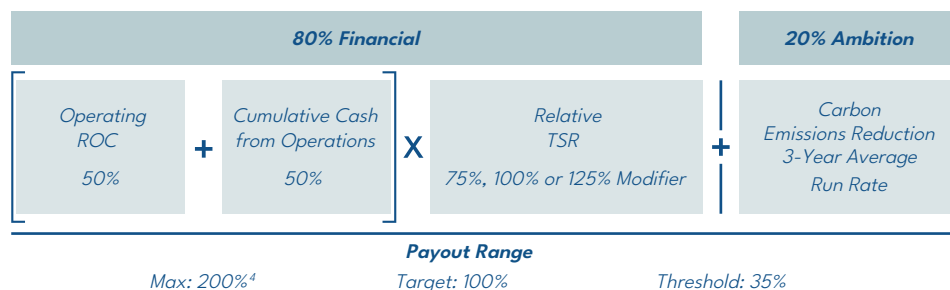 80% Financial
20% Ambition
Operating
ROC
50%
+
Cumulative Cash
from Operations
50%
X
Relative
TSR
75%, 100% or 125% Modifier
+
Carbon
Emissions Reduction
3-Year Average
Run Rate
Payout Range
Max: 200%⁴
Target: 100%
Threshold: 35%